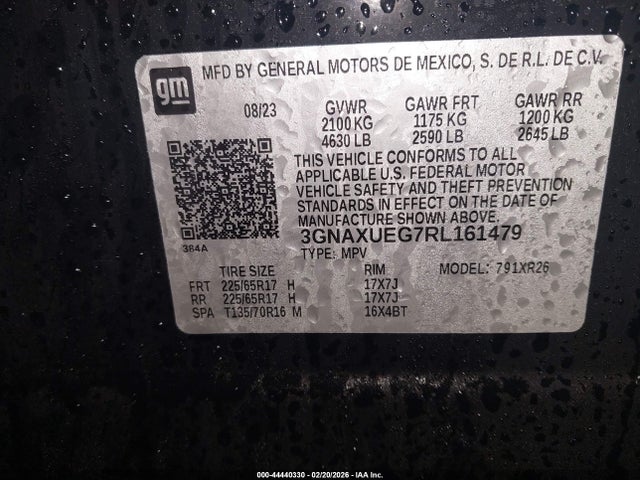 gm
MFD BY GENERAL MOTORS DE MEXICO, S. DE R.L. DE C.V.
08/23 GVWR GAWR FRT GAWR RR
2100 KG 1175 KG 1200 KG
4630 LB 2590 LB 2645 LB
THIS VEHICLE CONFORMS TO ALL
APPLICABLE U.S. FEDERAL MOTOR
VEHICLE SAFETY AND THEFT PREVENTION
STANDARDS IN EFFECT ON THE DATE OF
MANUFACTURE SHOWN ABOVE.
3GNAXUEG7RL161479
384A
TYPE: MPV
TIRE SIZE RIM MODEL: 791XR26
FRT 225/65R17 H 17X7J
RR 225/65R17 H 17X7J
SPA T135/70R16 M 16X4BT
000-44440330 - 02/20/2026 - IAA Inc.